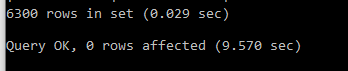 6300 rows in set (0.029 sec)
Query OK, 0 rows affected (9.570 sec)